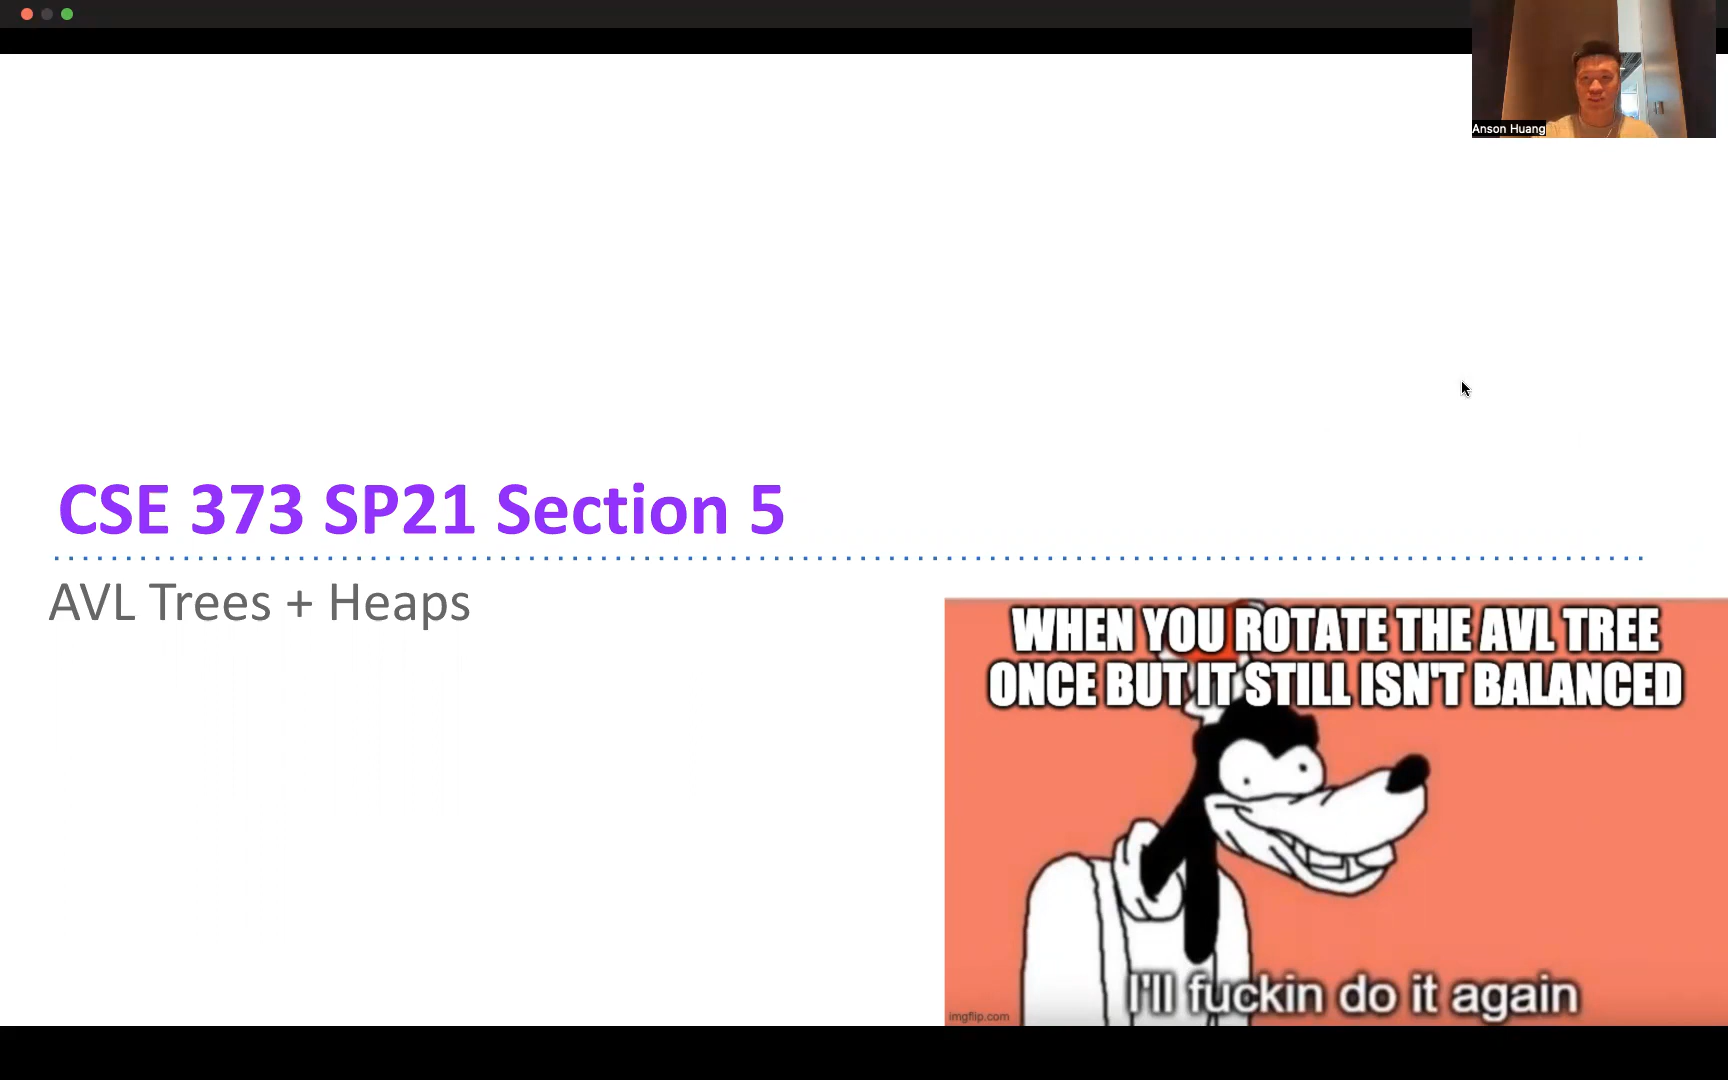 Anson Huang
CSE 373 SP21 Section 5
AVL Trees + Heaps
WHEN YOU ROTATE THE AVL TREE
ONCE BUT IT STILL ISN'T BALANCED
I'll fuckin do it again
imgflip.com